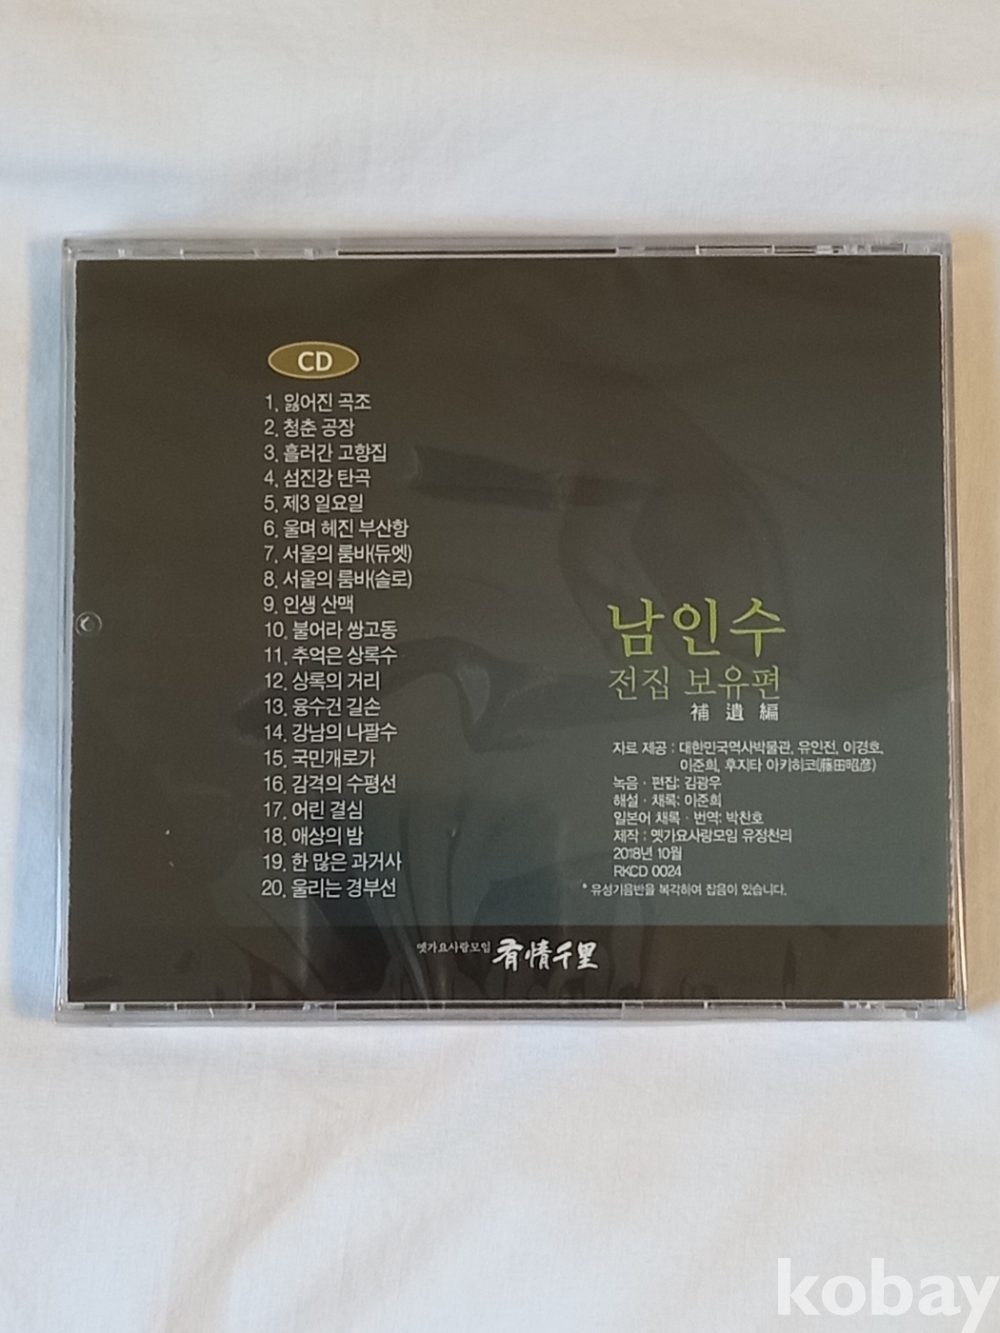 CD
1. 잃어진 곡조
2. 청춘 공장
3. 흘러간 고향집
4. 섬진강 탄곡
5. 제3 일요일
6. 울며 헤진 부산항
7. 서울의 룸바(듀엣)
8. 서울의 룸바(솔로)
9. 인생 산맥
10. 불어라 쌍고동
11. 추억은 상록수
12. 상록의 거리
13. 융수건 길손
14. 강남의 나팔수
15. 국민개로가
16. 감격의 수평선
17. 어린 결심
18. 애상의 밤
19. 한 많은 과거사
20. 울리는 경부선
남인수
전집 보유편
補遺編
자료 제공 : 대한민국역사박물관, 유인전, 이경호,
이준희, 후지타 아키히코(藤田昭彦)
녹음 · 편집: 김광우
해설 · 채록: 이준희
일본어 채록 · 번역: 박찬호
제작 : 옛가요사랑모임 유정천리
2018년 10월
RKCD 0024
* 유성기음반을 복각하여 잡음이 있습니다.
옛가요사랑모임 有情千里
kobay